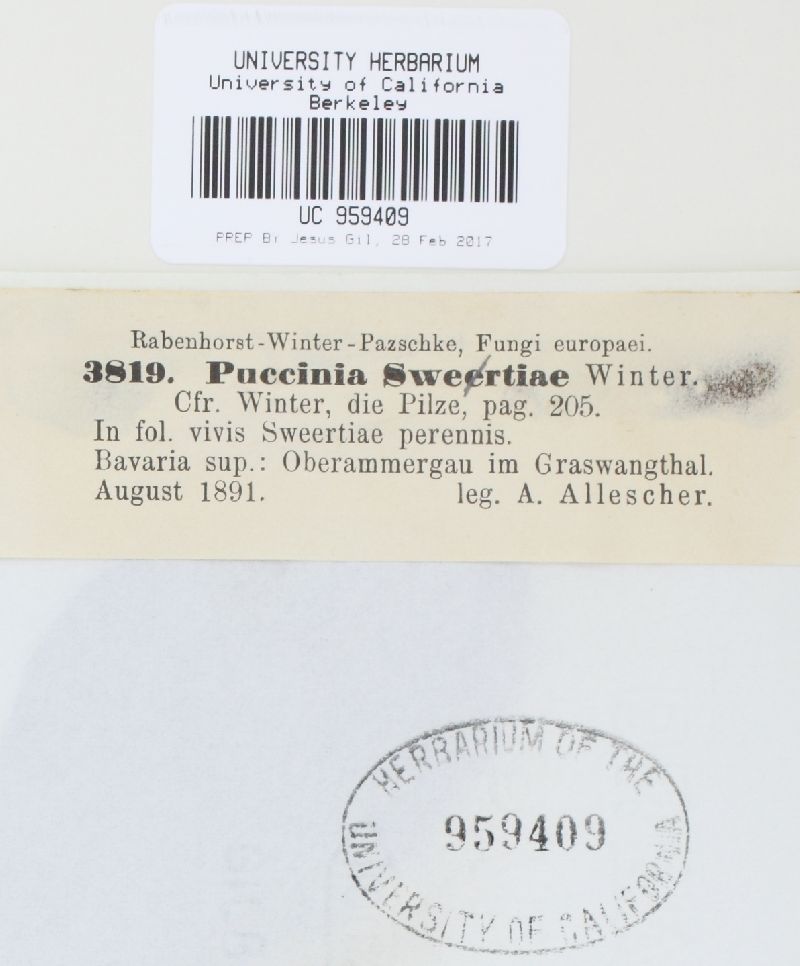 UNIVERSITY HERBARIUM
University of California
Berkeley
UC 959409
PREP Br Jesus Gil, 28 Feb 2017
Rabenhorst-Winter-Pazschke, Fungi europaei.
3819. Puccinia Sweertiae Winter.
Cfr. Winter, die Pilze, pag. 205.
In fol. vivis Sweertiae perennis.
Bavaria sup.: Oberammergau im Graswangthal.
August 1891. leg. A. Allescher.
HERBARIUM OF THE
959409
UNIVERSITY OF CALIFORNIA